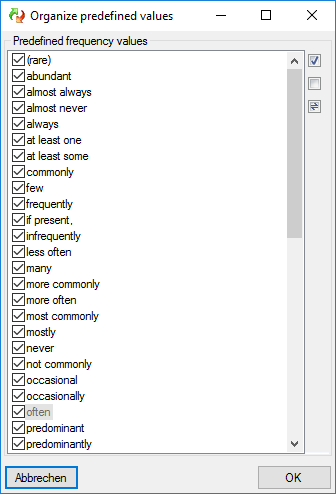 Organize predefined values
Predefined frequency values
(rare)
abundant
almost always
almost never
always
at least one
at least some
commonly
few
frequently
if present,
infrequently
less often
many
more commonly
more often
most commonly
mostly
never
not commonly
occasional
occasionally
often
predominant
predominantly
Abbrechen
OK